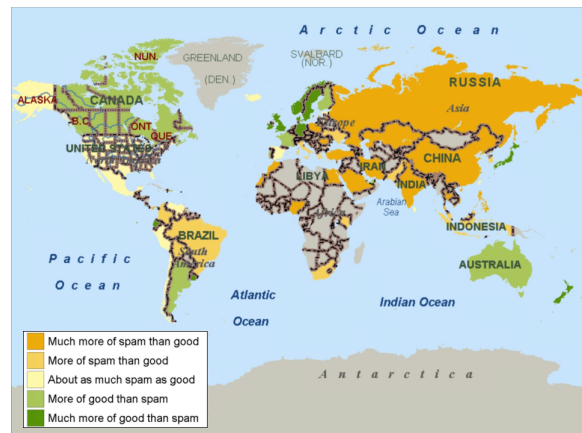 Arctic Ocean
SVALBARD
(NOR.)
GREENLAND
(DEN.)
NUN.
RUSSIA
ALASKA
CANADA
Asia
B.C.
ONT.
QUE.
Europe
UNITED STATES
North America
CHINA
IRAN
LIBYA
INDIA
Africa
Arabian
Sea
INDONESIA
BRAZIL
South
America
AUSTRALIA
Pacific
Ocean
Atlantic
Ocean
Indian Ocean
Much more of spam than good
More of spam than good
About as much spam as good
More of good than spam
Much more of good than spam
Antarctica